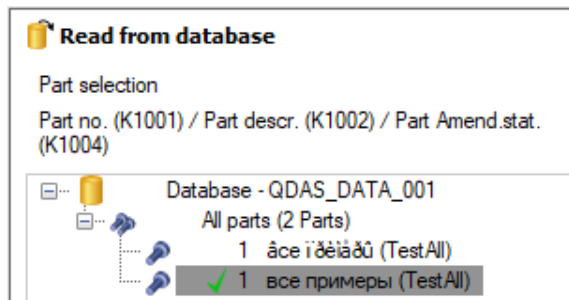 Read from database
Part selection
Part no. (K1001) / Part descr. (K1002) / Part Amend.stat.
(K1004)
Database - QDAS_DATA_001
All parts (2 Parts)
1 âñе ïðèìåðû (TestAll)
1 все примеры (TestAll)